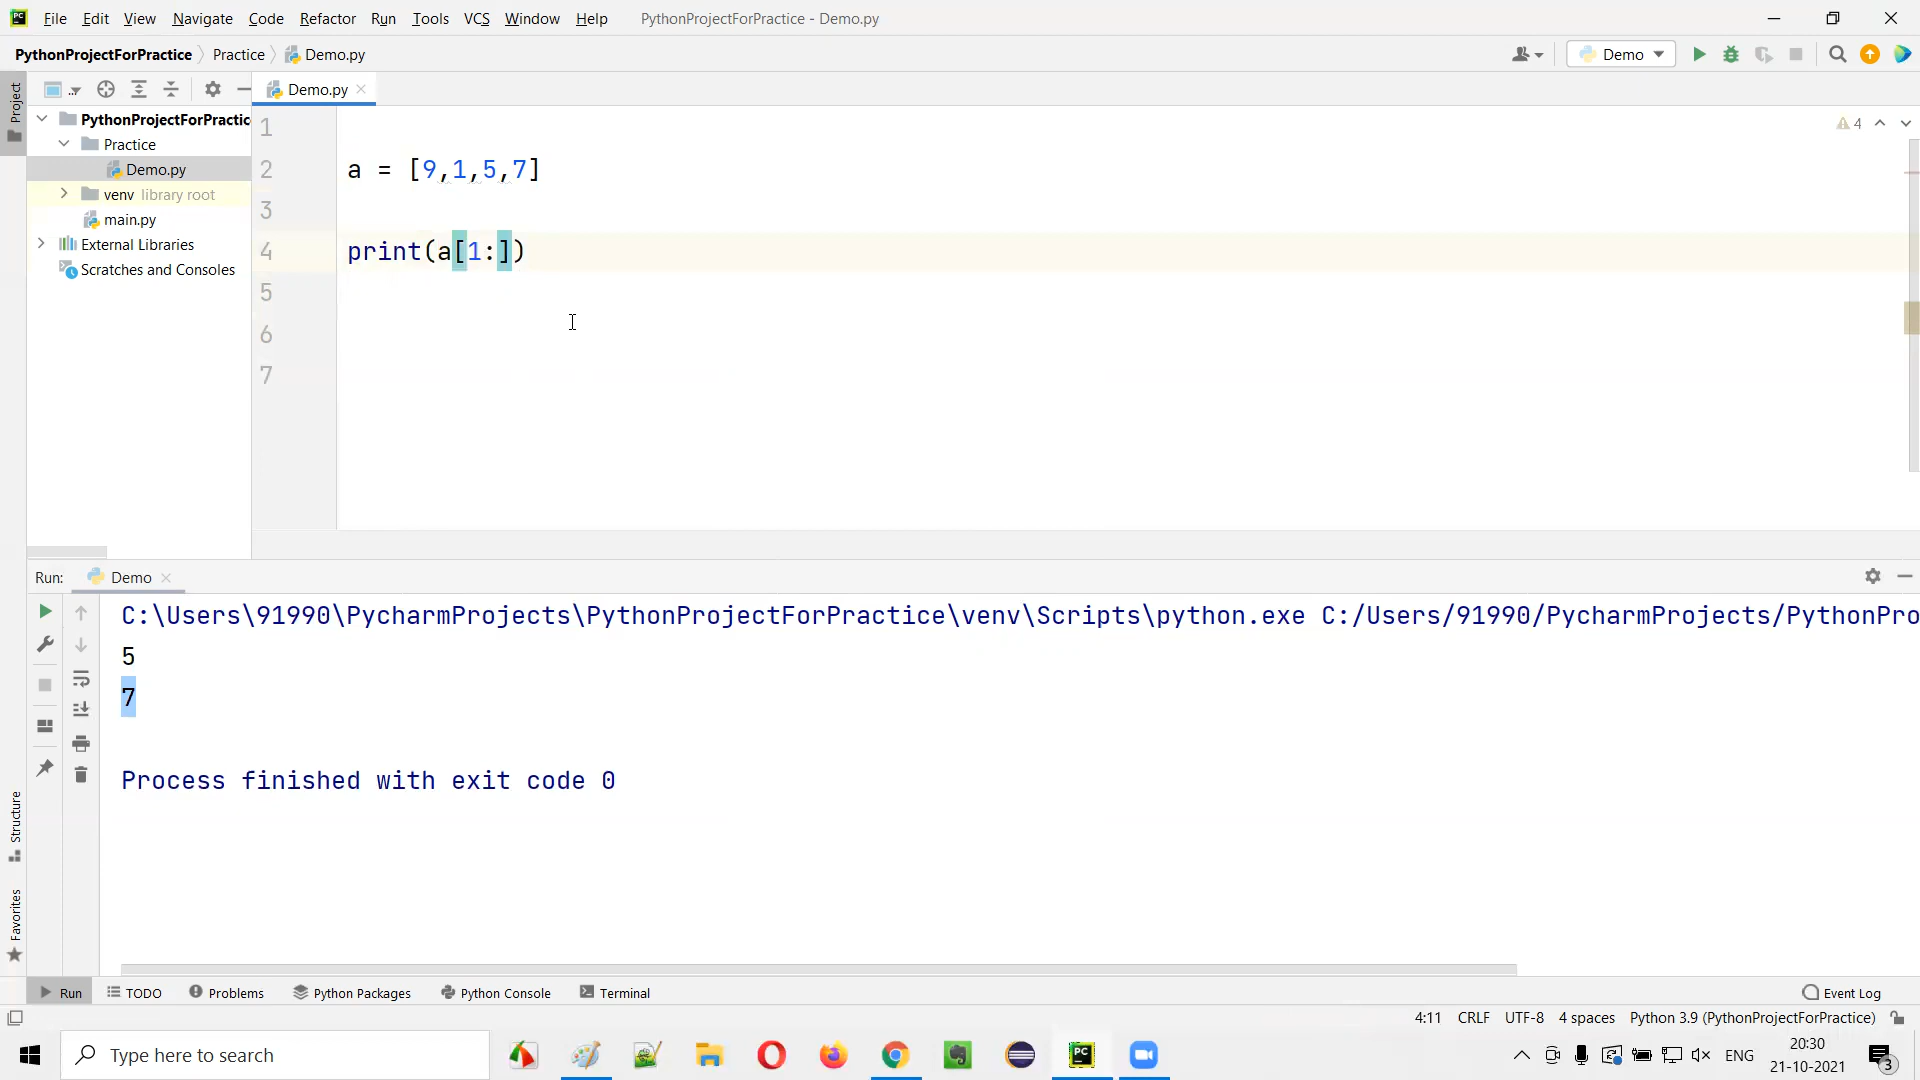 File Edit View Navigate Code Refactor Run Tools VCS Window Help PythonProjectForPractice - Demo.py
PythonProjectForPractice Practice Demo.py
Demo
Project
Demo.py
PythonProjectForPractic
Practice
Demo.py
venv library root
main.py
External Libraries
Scratches and Consoles
4
1
2 a = [9,1,5,7]
3
4 print(a[1:])
5
6
7
Run: Demo
C:\Users\91990\PycharmProjects\PythonProjectForPractice\venv\Scripts\python.exe C:/Users/91990/PycharmProjects/PythonPro
5
7
Process finished with exit code 0
Structure
Favorites
Run TODO Problems Python Packages Python Console Terminal Event Log
4:11 CRLF UTF-8 4 spaces Python 3.9 (PythonProjectForPractice)
Type here to search
PC
ENG
20:30
21-10-2021
3